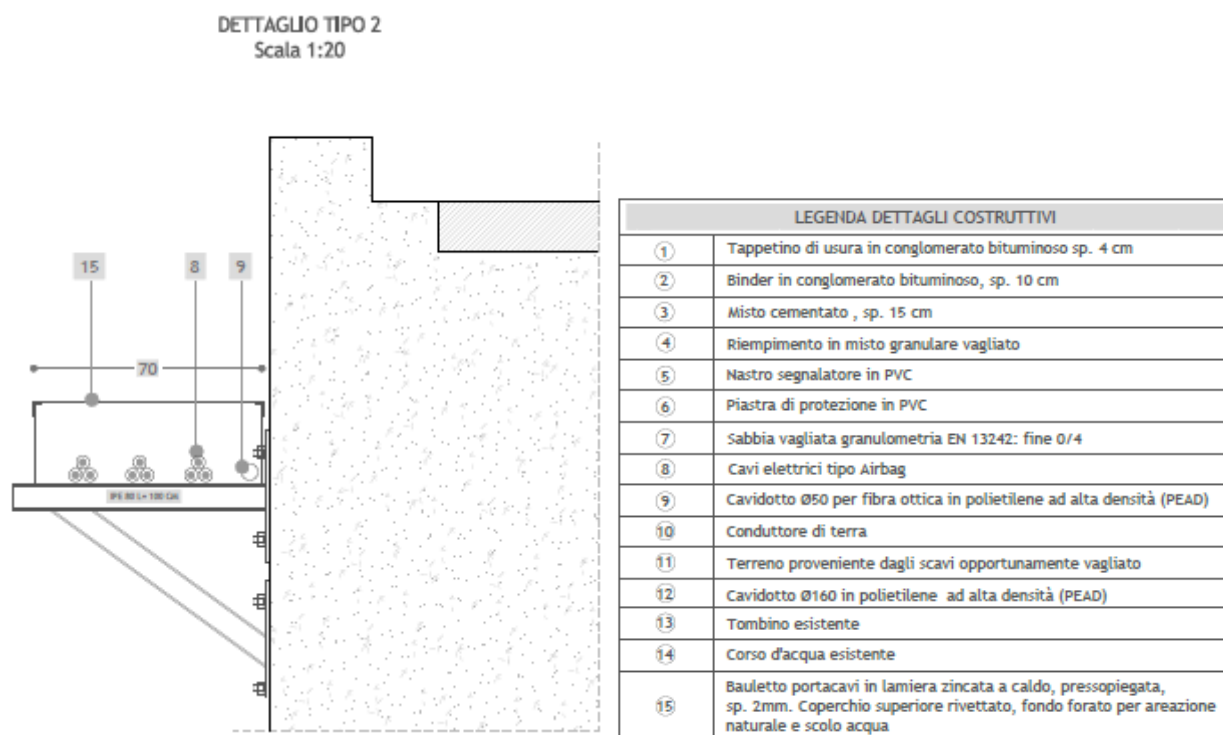 DETTAGLIO TIPO 2
Scala 1:20
15
8
9
70
IPE 80 L= 100 CM
LEGENDA DETTAGLI COSTRUTTIVI
1 Tappetino di usura in conglomerato bituminoso sp. 4 cm
2 Binder in conglomerato bituminoso, sp. 10 cm
3 Misto cementato , sp. 15 cm
4 Riempimento in misto granulare vagliato
5 Nastro segnalatore in PVC
6 Piastra di protezione in PVC
7 Sabbia vagliata granulometria EN 13242: fine 0/4
8 Cavi elettrici tipo Airbag
9 Cavidotto Ø50 per fibra ottica in polietilene ad alta densità (PEAD)
10 Conduttore di terra
11 Terreno proveniente dagli scavi opportunamente vagliato
12 Cavidotto Ø160 in polietilene ad alta densità (PEAD)
13 Tombino esistente
14 Corso d'acqua esistente
15 Bauletto portacavi in lamiera zincata a caldo, pressopiegata,
sp. 2mm. Coperchio superiore rivettato, fondo forato per areazione
naturale e scolo acqua